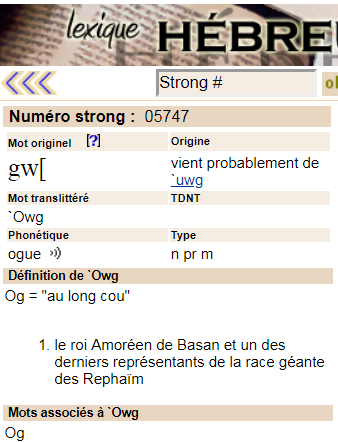 lexique
HÉBREU
Strong #
ok
Numéro strong : 05747
Mot originel [?]
Origine
gw[
vient probablement de
`uwg
Mot translittéré
TDNT
`Owg
Phonétique
Type
ogue
n pr m
Définition de `Owg
Og = "au long cou"
1. le roi Amoréen de Basan et un des
derniers représentants de la race géante
des Rephaïm
Mots associés à `Owg
Og